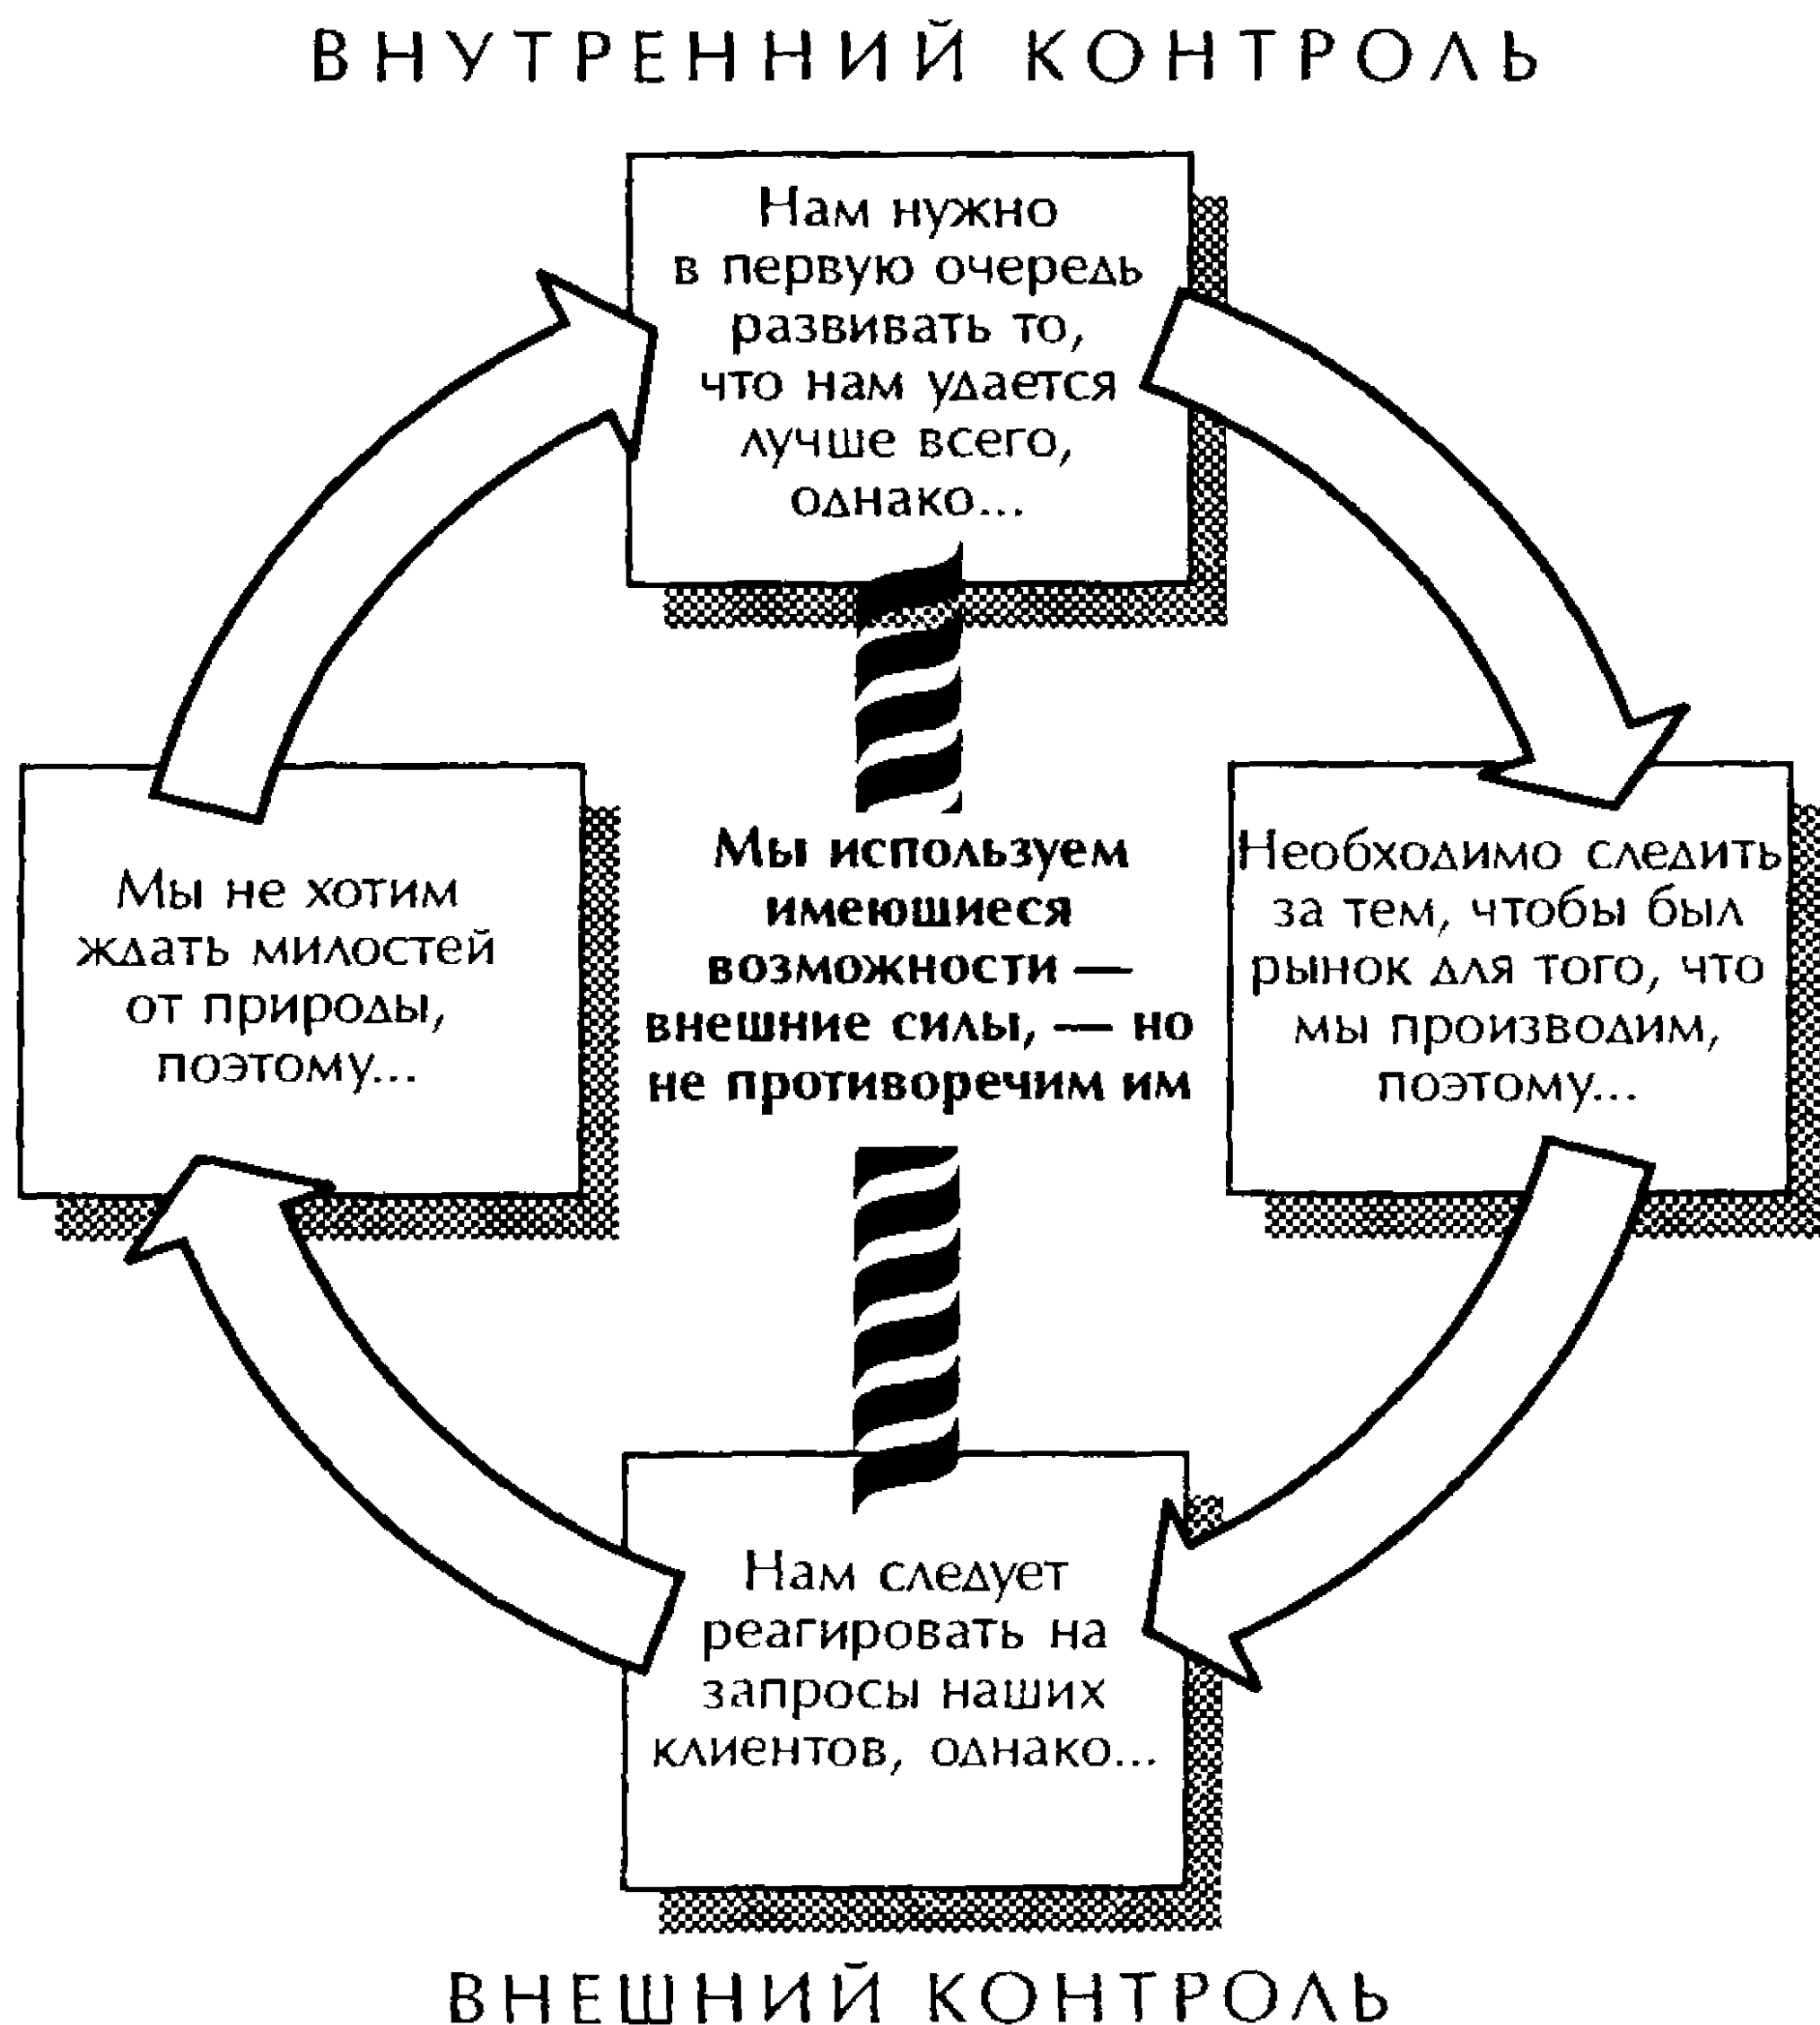 ВНУТРЕННИЙ КОНТРОЛЬ
Нам нужно
в первую очередь
развивать то,
что нам удается
лучше всего,
однако...
Необходимо следить
за тем, чтобы был
рынок для того, что
мы производим,
поэтому...
Нам следует
реагировать на
запросы наших
клиентов, однако...
Мы не хотим
ждать милостей
от природы,
поэтому...
Мы используем
имеюшиеся
возможности —
внешние силы, — но
не противоречим им
ВНЕШНИЙ КОНТРОЛЬ